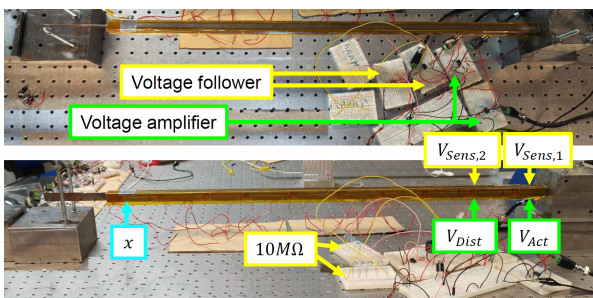 Voltage follower
Voltage amplifier
V_{Sens,2}
V_{Sens,1}
x
10MΩ
V_{Dist}
V_{Act}